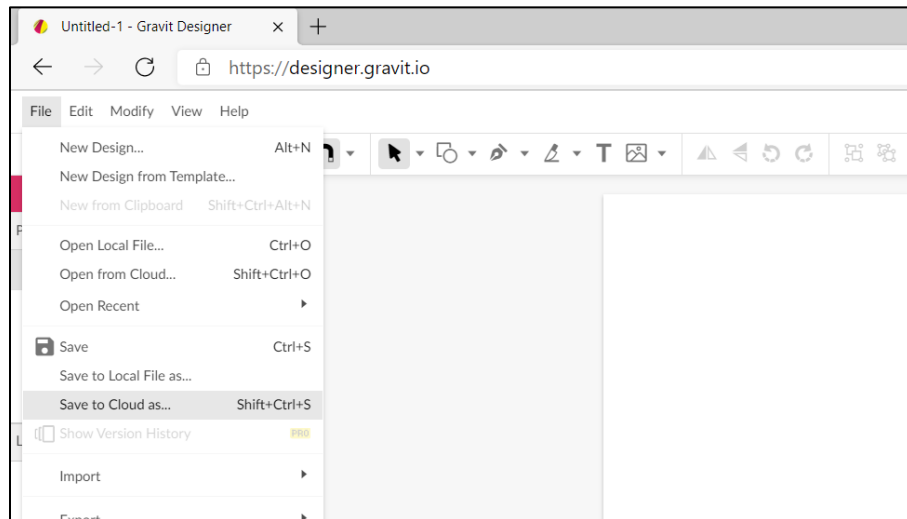 Untitled-1 - Gravit Designer
https://designer.gravit.io
File Edit Modify View Help
New Design... Alt+N
New Design from Template...
New from Clipboard Shift+Ctrl+Alt+N
Open Local File... Ctrl+O
Open from Cloud... Shift+Ctrl+O
Open Recent
Save Ctrl+S
Save to Local File as...
Save to Cloud as... Shift+Ctrl+S
Show Version History PRO
Import
Export